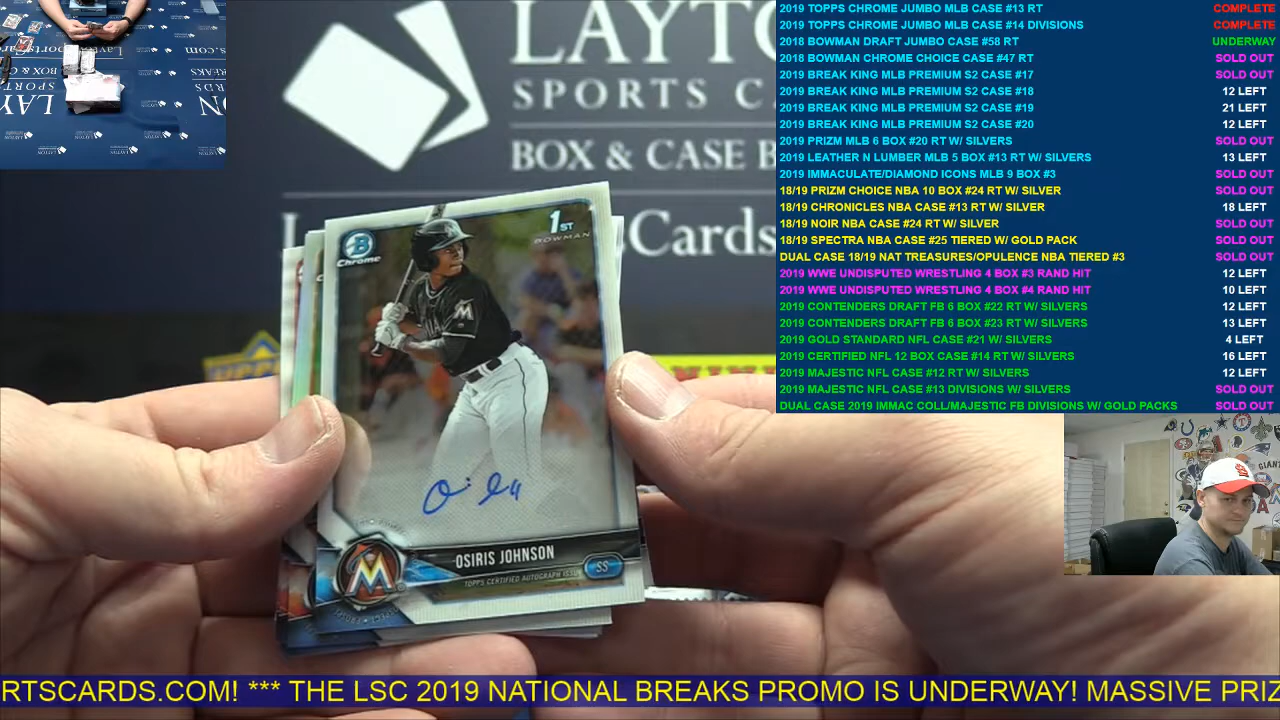 2019 TOPPS CHROME JUMBO MLB CASE #13 RT COMPLETE
2019 TOPPS CHROME JUMBO MLB CASE #14 DIVISIONS COMPLETE
2018 BOWMAN DRAFT JUMBO CASE #58 RT UNDERWAY
2018 BOWMAN CHROME CHOICE CASE #47 RT SOLD OUT
2019 BREAK KING MLB PREMIUM S2 CASE #17 SOLD OUT
2019 BREAK KING MLB PREMIUM S2 CASE #18 12 LEFT
2019 BREAK KING MLB PREMIUM S2 CASE #19 21 LEFT
2019 BREAK KING MLB PREMIUM S2 CASE #20 12 LEFT
2019 PRIZM MLB 6 BOX #20 RT W/ SILVERS SOLD OUT
2019 LEATHER N LUMBER MLB 5 BOX #13 RT W/ SILVERS 13 LEFT
2019 IMMACULATE/DIAMOND ICONS MLB 9 BOX #3 SOLD OUT
18/19 PRIZM CHOICE NBA 10 BOX #24 RT W/ SILVER SOLD OUT
18/19 CHRONICLES NBA CASE #13 RT W/ SILVER 18 LEFT
18/19 NOIR NBA CASE #24 RT W/ SILVER SOLD OUT
18/19 SPECTRA NBA CASE #25 TIERED W/ GOLD PACK SOLD OUT
DUAL CASE 18/19 NAT TREASURES/OPULENCE NBA TIERED #3 SOLD OUT
2019 WWE UNDISPUTED WRESTLING 4 BOX #3 RAND HIT 12 LEFT
2019 WWE UNDISPUTED WRESTLING 4 BOX #4 RAND HIT 10 LEFT
2019 CONTENDERS DRAFT FB 6 BOX #22 RT W/ SILVERS 12 LEFT
2019 CONTENDERS DRAFT FB 6 BOX #23 RT W/ SILVERS 13 LEFT
2019 GOLD STANDARD NFL CASE #21 W/ SILVERS 4 LEFT
2019 CERTIFIED NFL 12 BOX CASE #14 RT W/ SILVERS 16 LEFT
2019 MAJESTIC NFL CASE #12 RT W/ SILVERS 12 LEFT
2019 MAJESTIC NFL CASE #13 DIVISIONS W/ SILVERS SOLD OUT
DUAL CASE 2019 IMMAC COLL/MAJESTIC FB DIVISIONS W/ GOLD PACKS SOLD OUT
LAYTO
SPORTS CA
BOX & CASE B
Cards
Chrome
1ST
BOWMAN
OSIRIS JOHNSON
TOPPS CERTIFIED AUTOGRAPH ISSUE
SS
RTSCARDS.COM! *** THE LSC 2019 NATIONAL BREAKS PROMO IS UNDERWAY! MASSIVE PRIZ